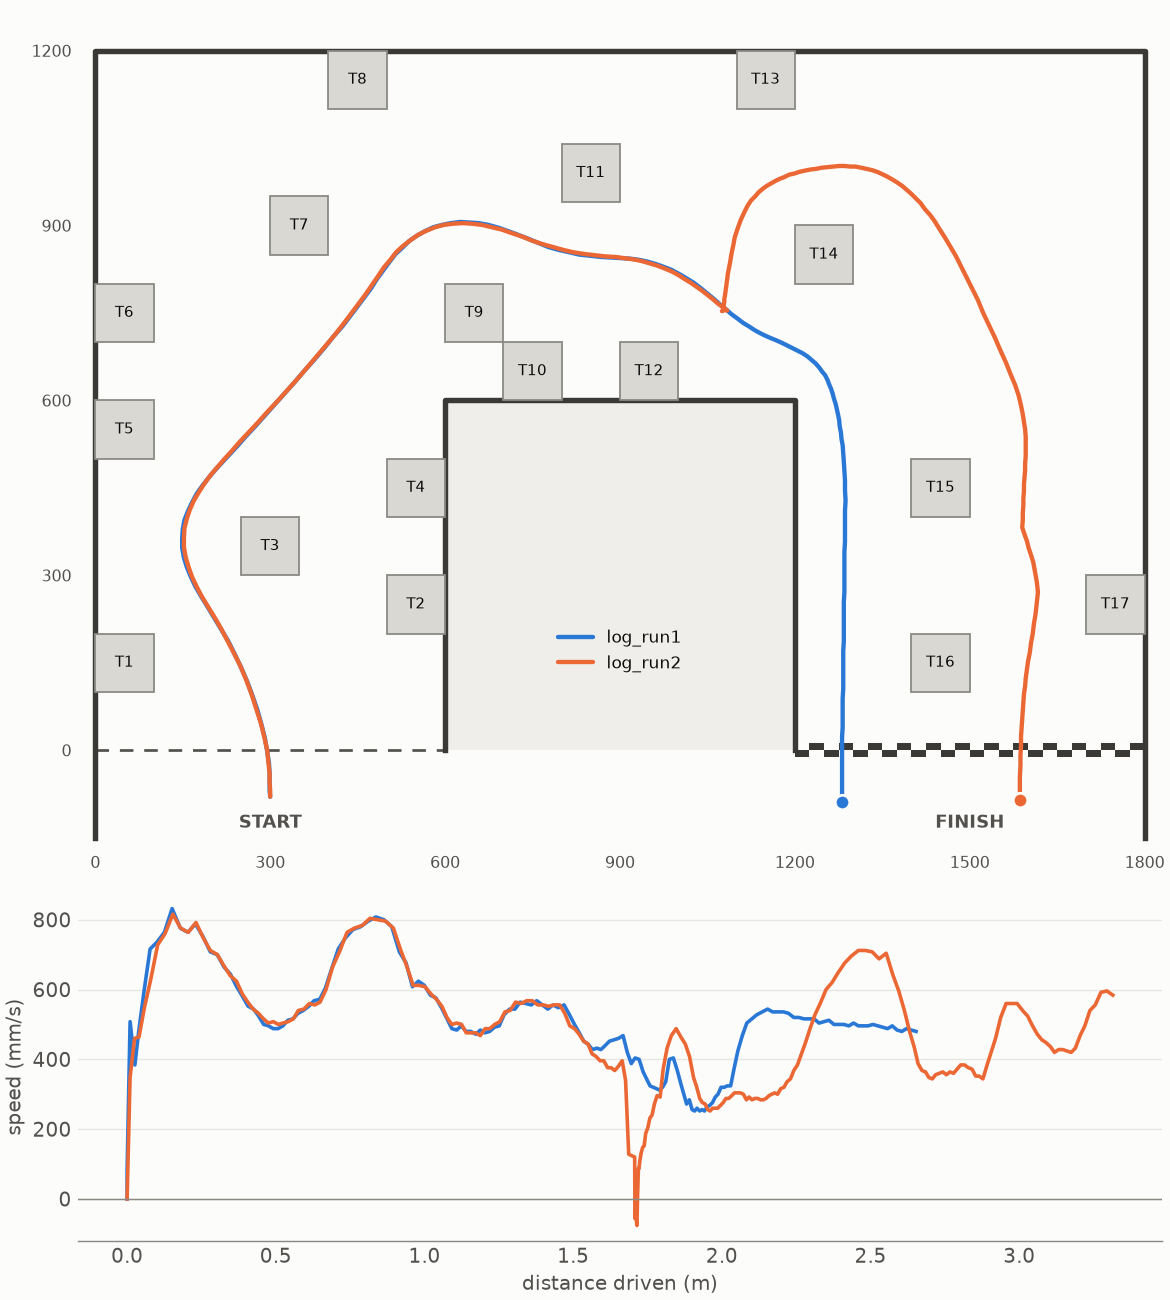 1200
T8
T13
T11
900
T7
T14
T6
T9
T10
T12
600
T5
T4
T15
T3
300
T2
T17
log_run1
T1
log_run2
T16
0
START
FINISH
0 300 600 900 1200 1500 1800
800
600
400
200
0
speed (mm/s)
0.0 0.5 1.0 1.5 2.0 2.5 3.0
distance driven (m)